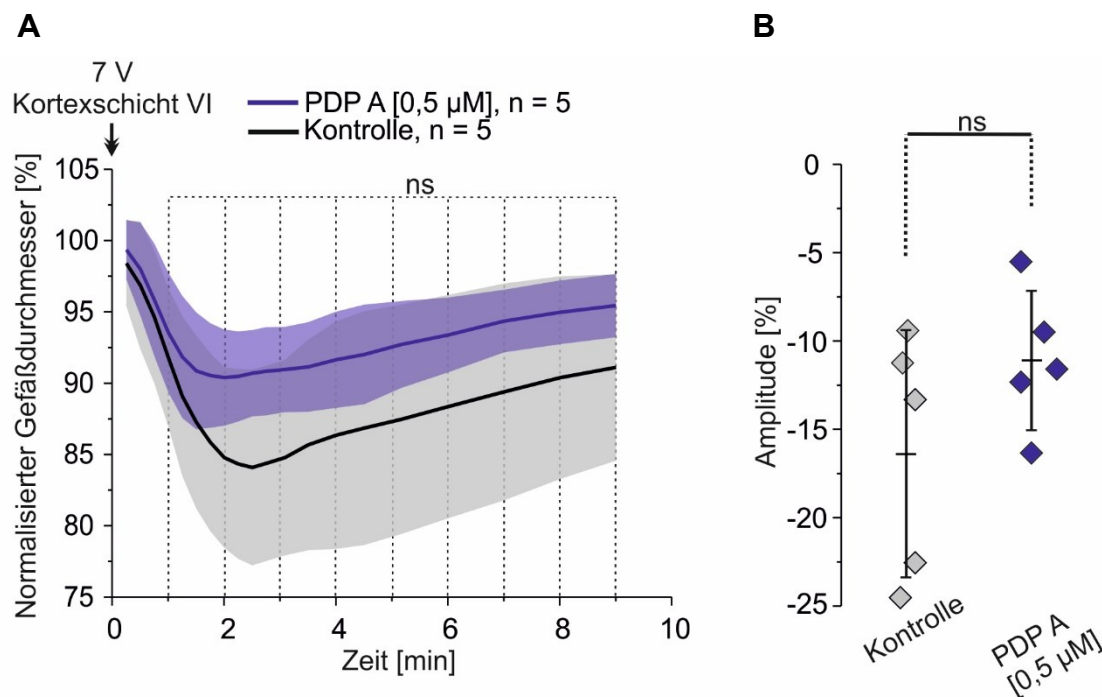 A
7 V
Kortexschicht VI
PDP A [0,5 µM], n = 5
Kontrolle, n = 5
Normalisierter Gefäßdurchmesser [%]
105
100
95
90
85
80
75
ns
0
2
4
6
8
10
Zeit [min]
B
ns
Amplitude [%]
0
-5
-10
-15
-20
-25
Kontrolle
PDP A
[0,5 µM]